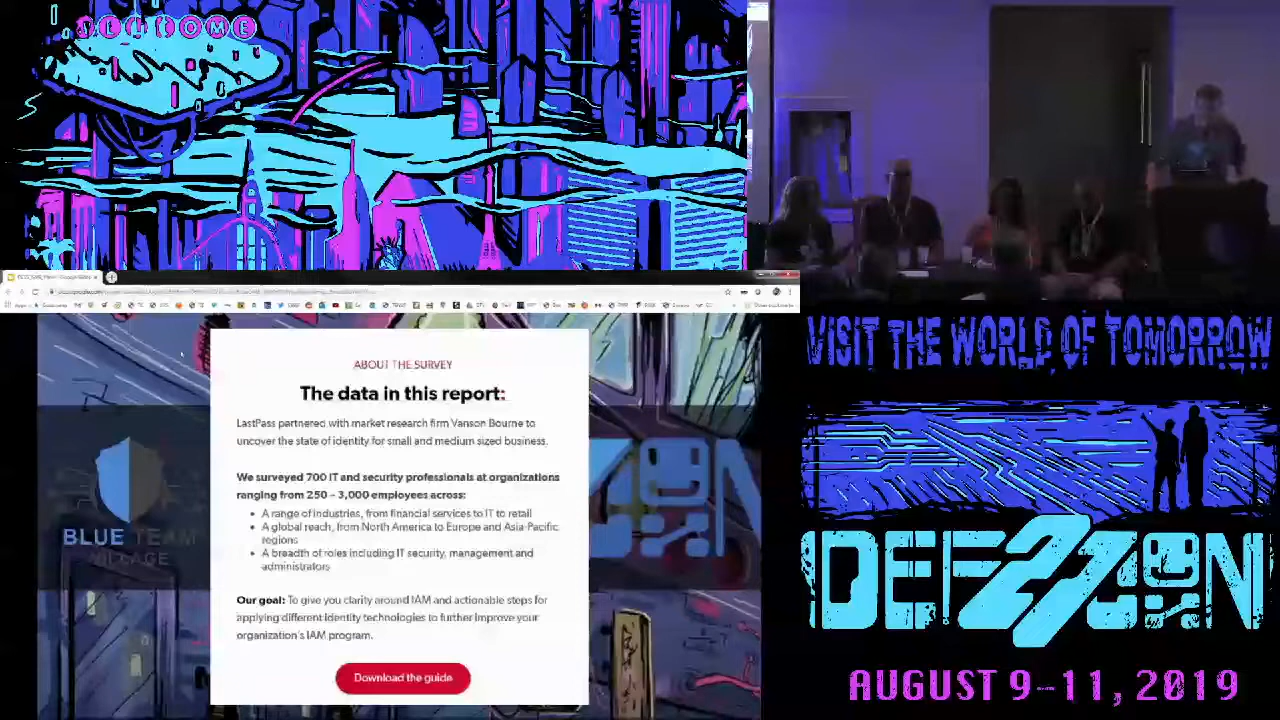 WELCOME
ABOUT THE SURVEY
The data in this report:
LastPass partnered with market research firm Vanson Bourne to
uncover the state of identity for small and medium sized business.
We surveyed 700 IT and security professionals at organizations
ranging from 250 - 3,000 employees across:
• A range of industries, from financial services to IT to retail
• A global reach, from North America to Europe and Asia-Pacific
regions
• A breadth of roles including IT security, management and
administrators
Our goal: To give you clarity around IAM and actionable steps for
applying different identity technologies to further improve your
organization's IAM program.
Download the guide
BLUE TEAM
VILLAGE
VISIT THE WORLD OF TOMORROW
DEF CON
27
AUGUST 9-11, 2019